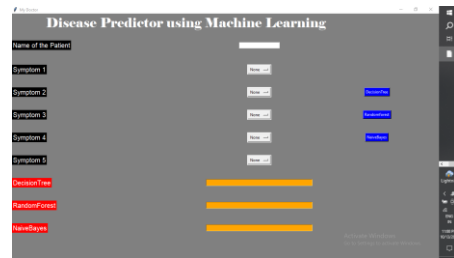 Disease Predictor using Machine Learning
Name of the Patient
Symptom 1
None
Symptom 2
None
DecisionTree
Symptom 3
None
RandomForest
Symptom 4
None
NaiveBayes
Symptom 5
None
DecisionTree
RandomForest
NaiveBayes